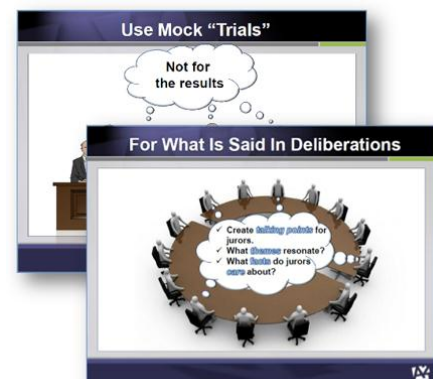 Use Mock “Trials”
Not for
the results
For What Is Said In Deliberations
✓ Create talking points for
jurors.
✓ What themes resonate?
✓ What facts do jurors
care about?